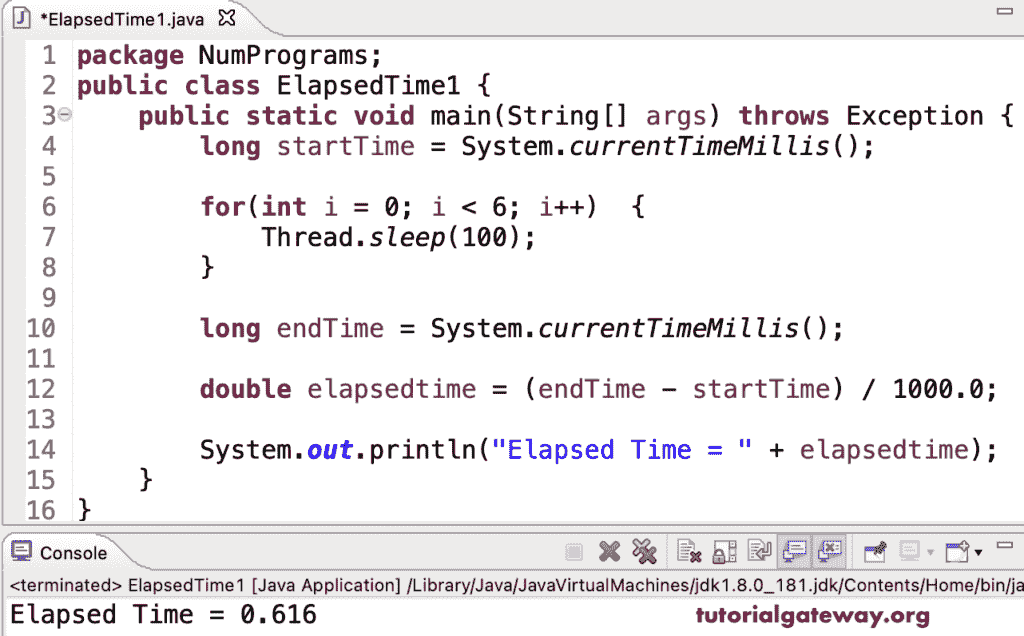 *ElapsedTime1.java
1 package NumPrograms;
2 public class ElapsedTime1 {
3 public static void main(String[] args) throws Exception {
4 long startTime = System.currentTimeMillis();
5
6 for(int i = 0; i < 6; i++)  {
7 Thread.sleep(100);
8 }
9
10 long endTime = System.currentTimeMillis();
11
12 double elapsedtime = (endTime - startTime) / 1000.0;
13
14 System.out.println("Elapsed Time = " + elapsedtime);
15 }
16 }
Console
<terminated> ElapsedTime1 [Java Application] /Library/Java/JavaVirtualMachines/jdk1.8.0_181.jdk/Contents/Home/bin/ja
Elapsed Time = 0.616
tutorialgateway.org